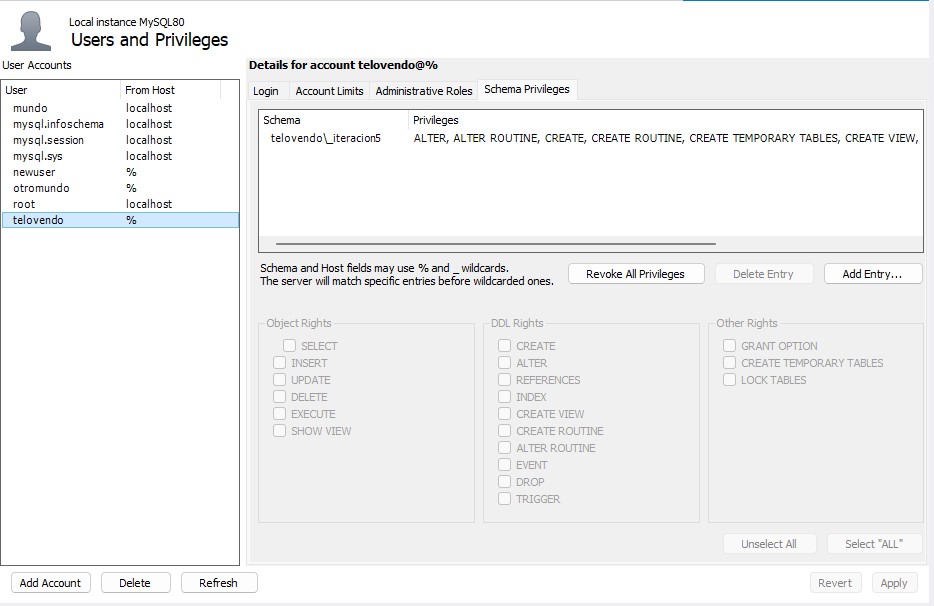 Local instance MySQL80
Users and Privileges
User Accounts
User From Host
mundo localhost
mysql.infoschema localhost
mysql.session localhost
mysql.sys localhost
newuser %
otromundo %
root localhost
telovendo %
Details for account telovendo@%
Login Account Limits Administrative Roles Schema Privileges
Schema Privileges
telovendo\_iteracion5 ALTER, ALTER ROUTINE, CREATE, CREATE ROUTINE, CREATE TEMPORARY TABLES, CREATE VIEW,
Schema and Host fields may use % and _ wildcards.
The server will match specific entries before wildcarded ones.
Revoke All Privileges Delete Entry Add Entry...
Object Rights
SELECT
INSERT
UPDATE
DELETE
EXECUTE
SHOW VIEW
DDL Rights
CREATE
ALTER
REFERENCES
INDEX
CREATE VIEW
CREATE ROUTINE
ALTER ROUTINE
EVENT
DROP
TRIGGER
Other Rights
GRANT OPTION
CREATE TEMPORARY TABLES
LOCK TABLES
Unselect All Select "ALL"
Add Account Delete Refresh Revert Apply